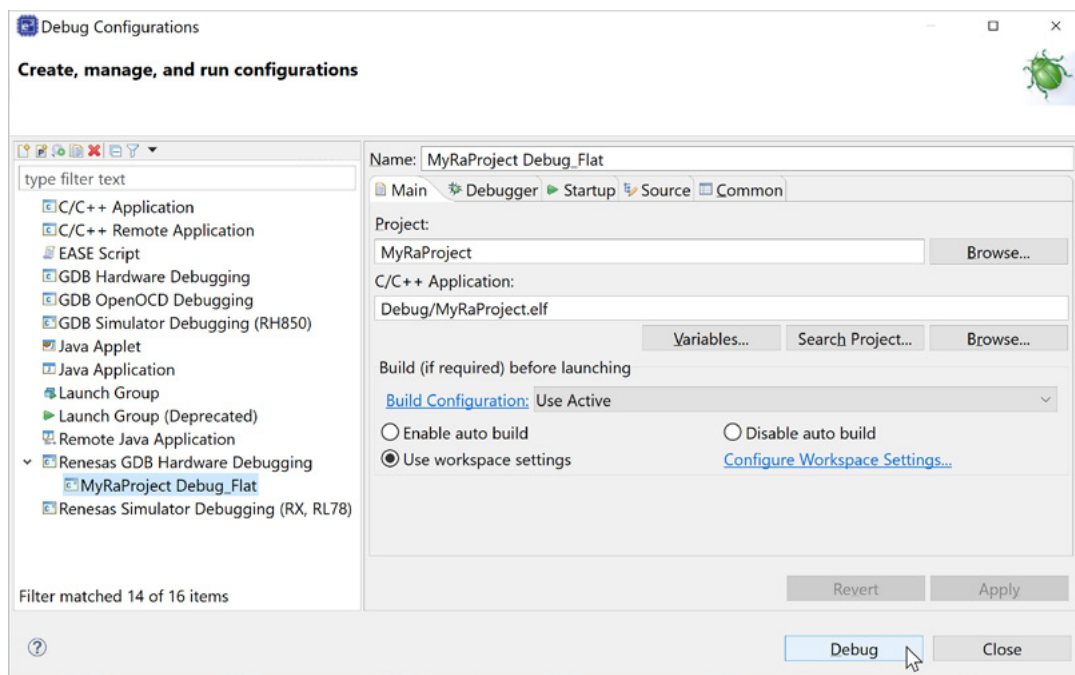 Debug Configurations
Create, manage, and run configurations
type filter text
C/C++ Application
C/C++ Remote Application
EASE Script
GDB Hardware Debugging
GDB OpenOCD Debugging
GDB Simulator Debugging (RH850)
Java Applet
Java Application
Launch Group
Launch Group (Deprecated)
Remote Java Application
Renesas GDB Hardware Debugging
MyRaProject Debug_Flat
Renesas Simulator Debugging (RX, RL78)
Filter matched 14 of 16 items
Name: MyRaProject Debug_Flat
Main Debugger Startup Source Common
Project:
MyRaProject Browse...
C/C++ Application:
Debug/MyRaProject.elf
Variables... Search Project... Browse...
Build (if required) before launching
Build Configuration: Use Active
Enable auto build Disable auto build
Use workspace settings Configure Workspace Settings...
Revert Apply
? Debug Close